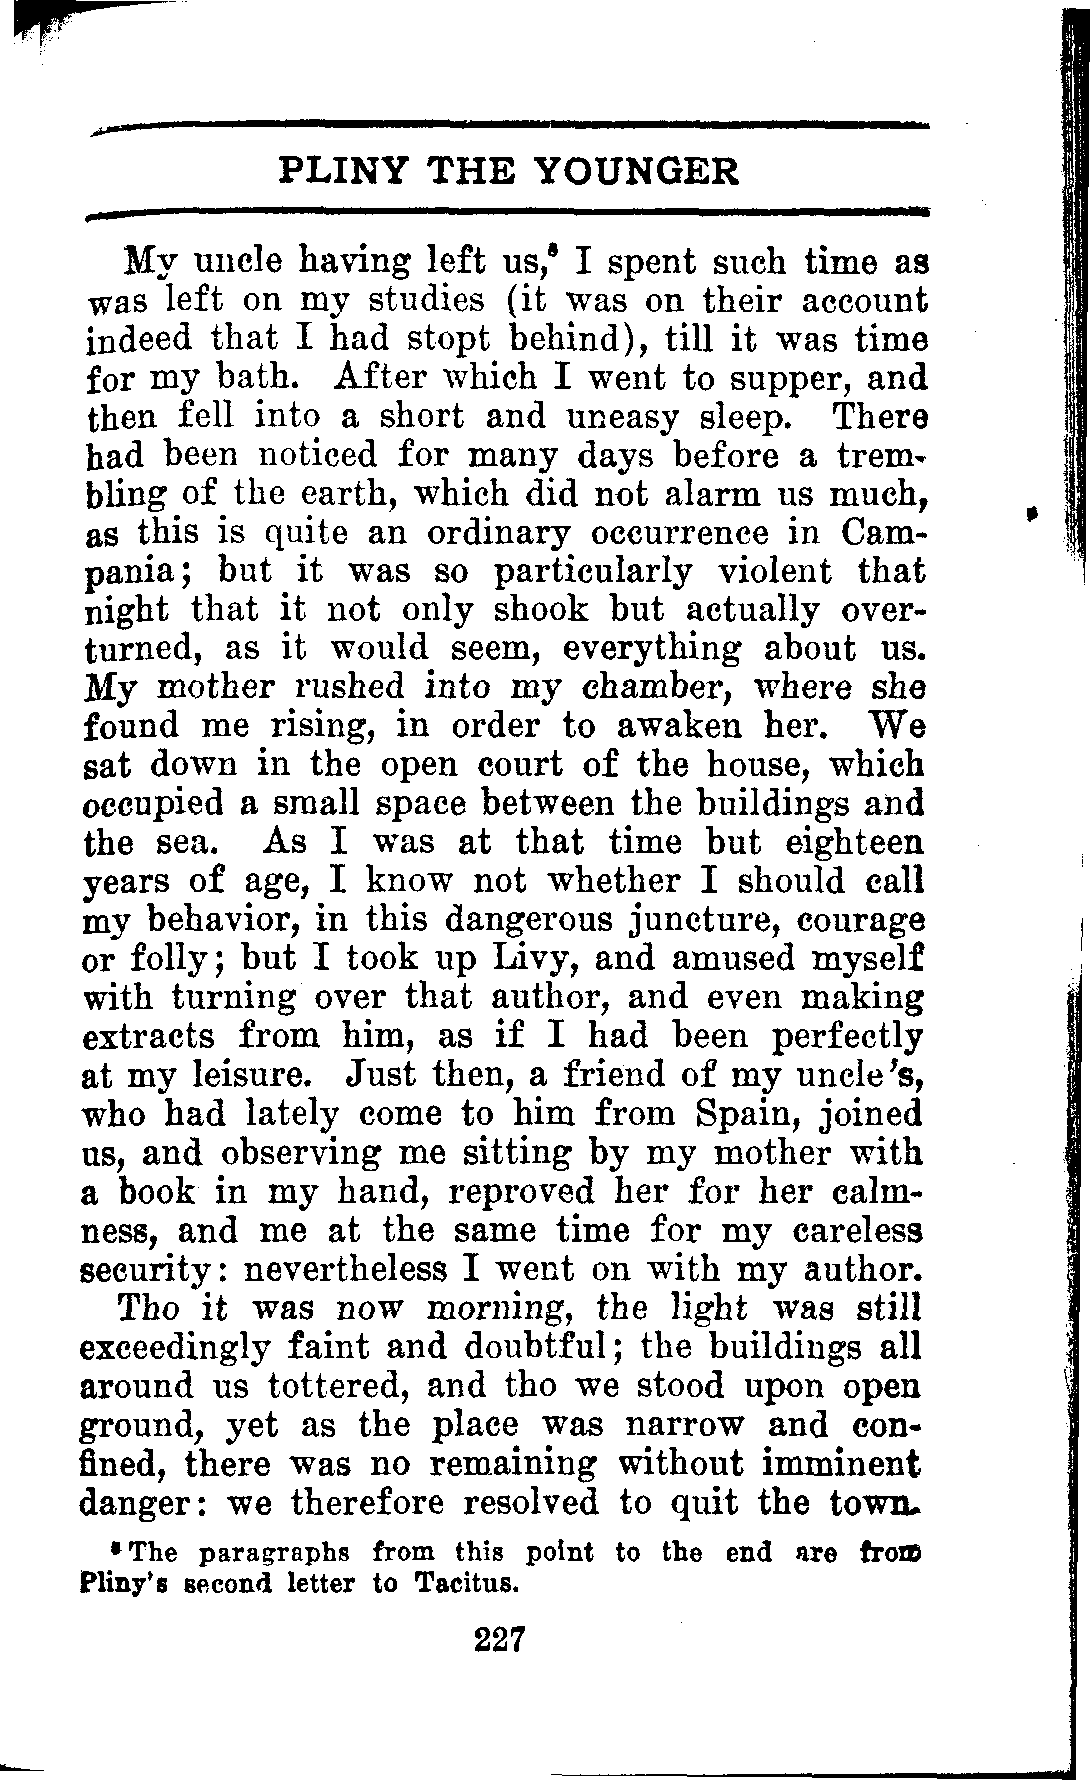 PLINY THE YOUNGER
My uncle having left us, I spent such time as
was left on my studies (it was on their account
indeed that I had stopt behind), till it was time
for my bath. After which I went to supper, and
then fell into a short and uneasy sleep. There
had been noticed for many days before a trem-
bling of the earth, which did not alarm us much,
as this is quite an ordinary occurrence in Cam-
pania; but it was so particularly violent that
night that it not only shook but actually over-
turned, as it would seem, everything about us.
My mother rushed into my chamber, where she
found me rising, in order to awaken her. We
sat down in the open court of the house, which
occupied a small space between the buildings and
the sea. As I was at that time but eighteen
years of age, I know not whether I should call
my behavior, in this dangerous juncture, courage
or folly; but I took up Livy, and amused myself
with turning over that author, and even making
extracts from him, as if I had been perfectly
at my leisure. Just then, a friend of my uncle's,
who had lately come to him from Spain, joined
us, and observing me sitting by my mother with
a book in my hand, reproved her for her calm-
ness, and me at the same time for my careless
security: nevertheless I went on with my author.
Tho it was now morning, the light was still
exceedingly faint and doubtful; the buildings all
around us tottered, and tho we stood upon open
ground, yet as the place was narrow and con-
fined, there was no remaining without imminent
danger: we therefore resolved to quit the town.
The paragraphs from this point to the end are from
Pliny's second letter to Tacitus.
227